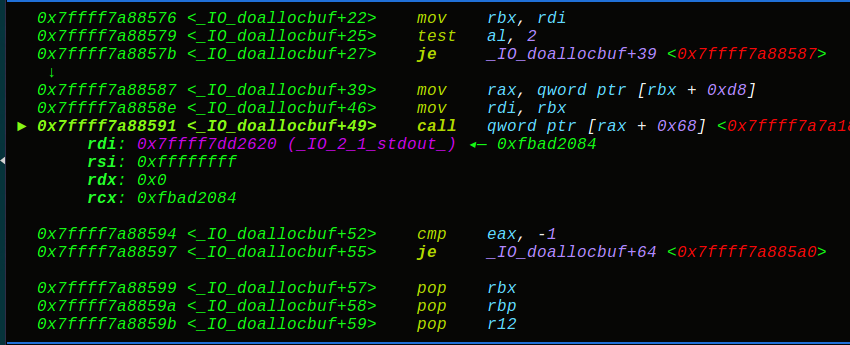 0x7ffff7a88576 <_IO_doallocbuf+22> mov rbx, rdi
0x7ffff7a88579 <_IO_doallocbuf+25> test al, 2
0x7ffff7a8857b <_IO_doallocbuf+27> je _IO_doallocbuf+39 <0x7ffff7a88587>
↓
0x7ffff7a88587 <_IO_doallocbuf+39> mov rax, qword ptr [rbx + 0xd8]
0x7ffff7a8858e <_IO_doallocbuf+46> mov rdi, rbx
► 0x7ffff7a88591 <_IO_doallocbuf+49> call qword ptr [rax + 0x68]
rdi: 0x7ffff7dd2620 (_IO_2_1_stdout_) ◂— 0xfbad2084
rsi: 0xffffffff
rdx: 0x0
rcx: 0xfbad2084
0x7ffff7a88594 <_IO_doallocbuf+52> cmp eax, -1
0x7ffff7a88597 <_IO_doallocbuf+55> je _IO_doallocbuf+64 <0x7ffff7a885a0>
0x7ffff7a88599 <_IO_doallocbuf+57> pop rbx
0x7ffff7a8859a <_IO_doallocbuf+58> pop rbp
0x7ffff7a8859b <_IO_doallocbuf+59> pop r12